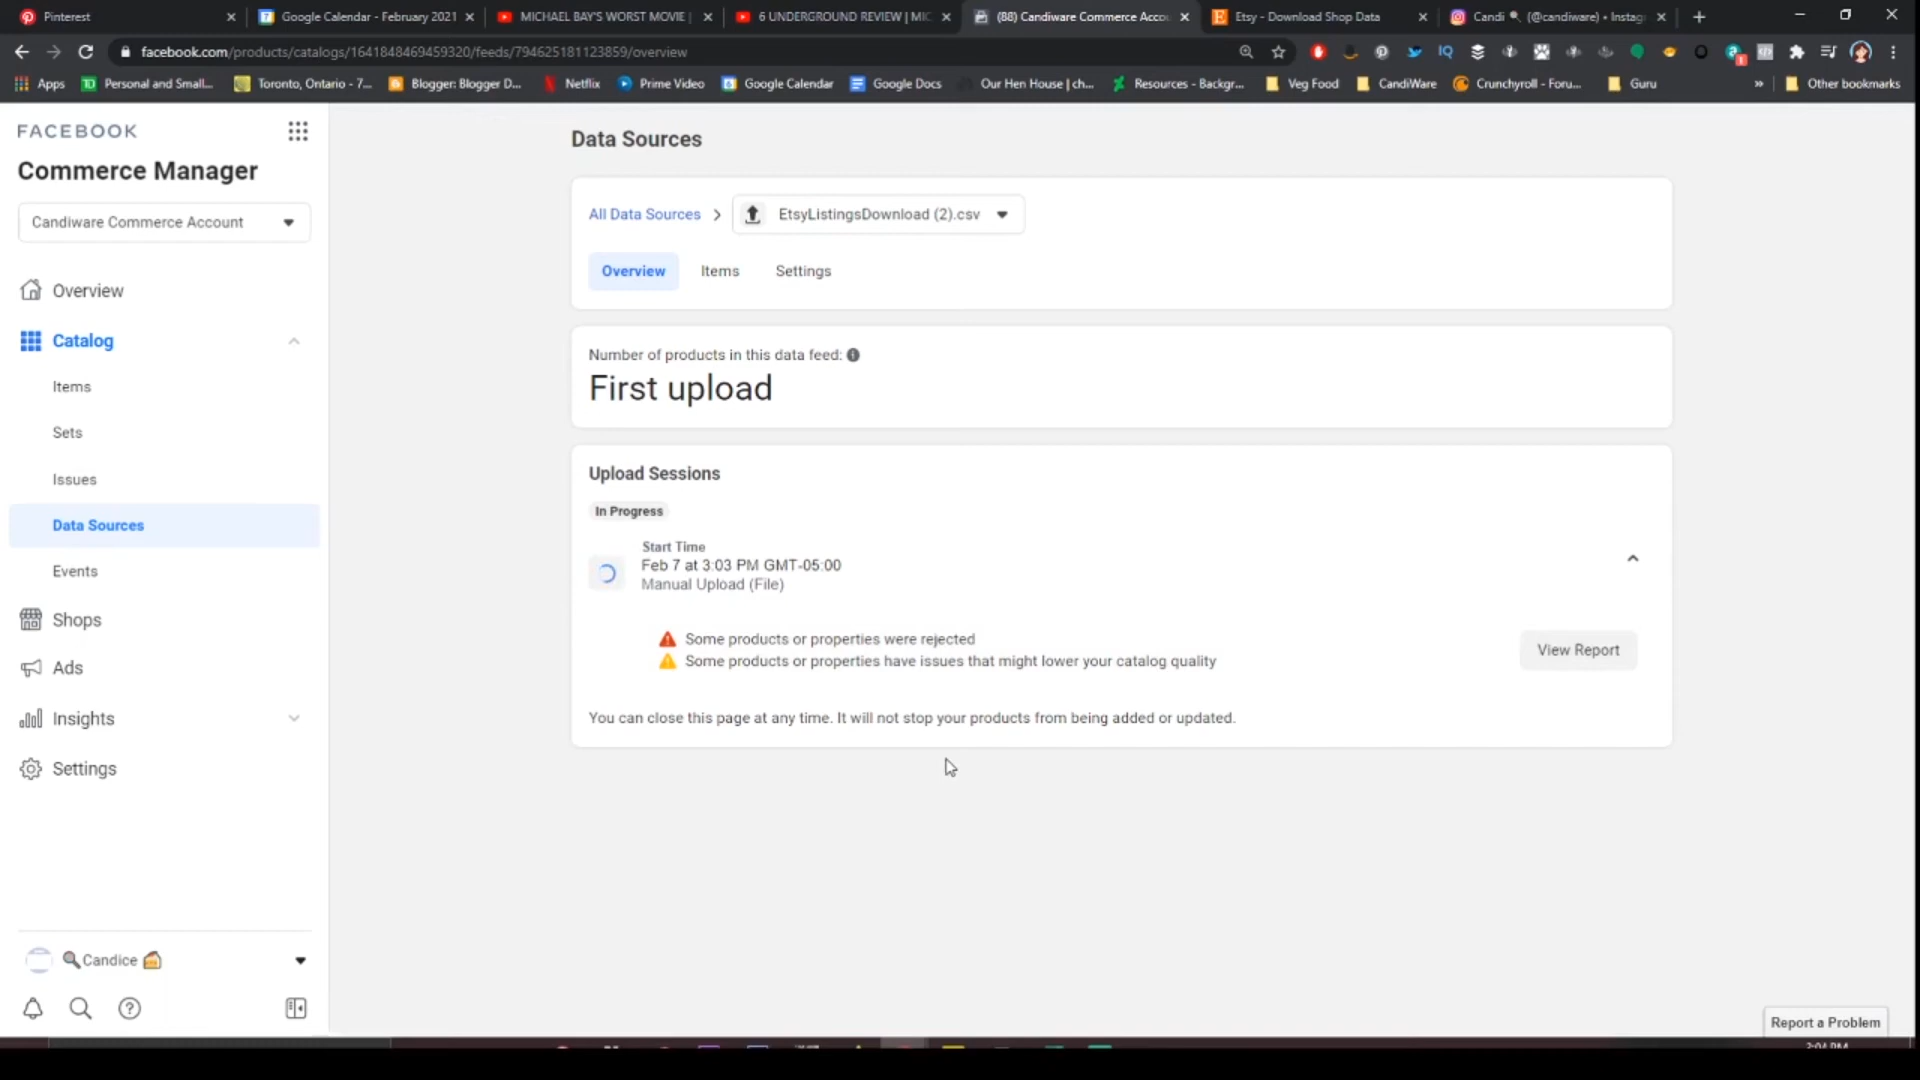 Pinterest
Google Calendar - February 2021
MICHAEL BAY'S WORST MOVIE |
6 UNDERGROUND REVIEW | MIC
(88) Candiware Commerce Acco
Etsy - Download Shop Data
Candi 🔍 (@candiware) • Instag
facebook.com/products/catalogs/1641848469459320/feeds/794625181123859/overview
Apps
Personal and Small...
Toronto, Ontario - 7...
Blogger: Blogger D...
Netflix
Prime Video
Google Calendar
Google Docs
Our Hen House | ch...
Resources - Backgr...
Veg Food
CandiWare
Crunchyroll - Foru...
Guru
»
Other bookmarks
FACEBOOK
Commerce Manager
Candiware Commerce Account
Overview
Catalog
Items
Sets
Issues
Data Sources
Events
Shops
Ads
Insights
Settings
🔍Candice
Data Sources
All Data Sources > EtsyListingsDownload (2).csv
Overview Items Settings
Number of products in this data feed:
First upload
Upload Sessions
In Progress
Start Time
Feb 7 at 3:03 PM GMT-05:00
Manual Upload (File)
Some products or properties were rejected
Some products or properties have issues that might lower your catalog quality
View Report
You can close this page at any time. It will not stop your products from being added or updated.
Report a Problem